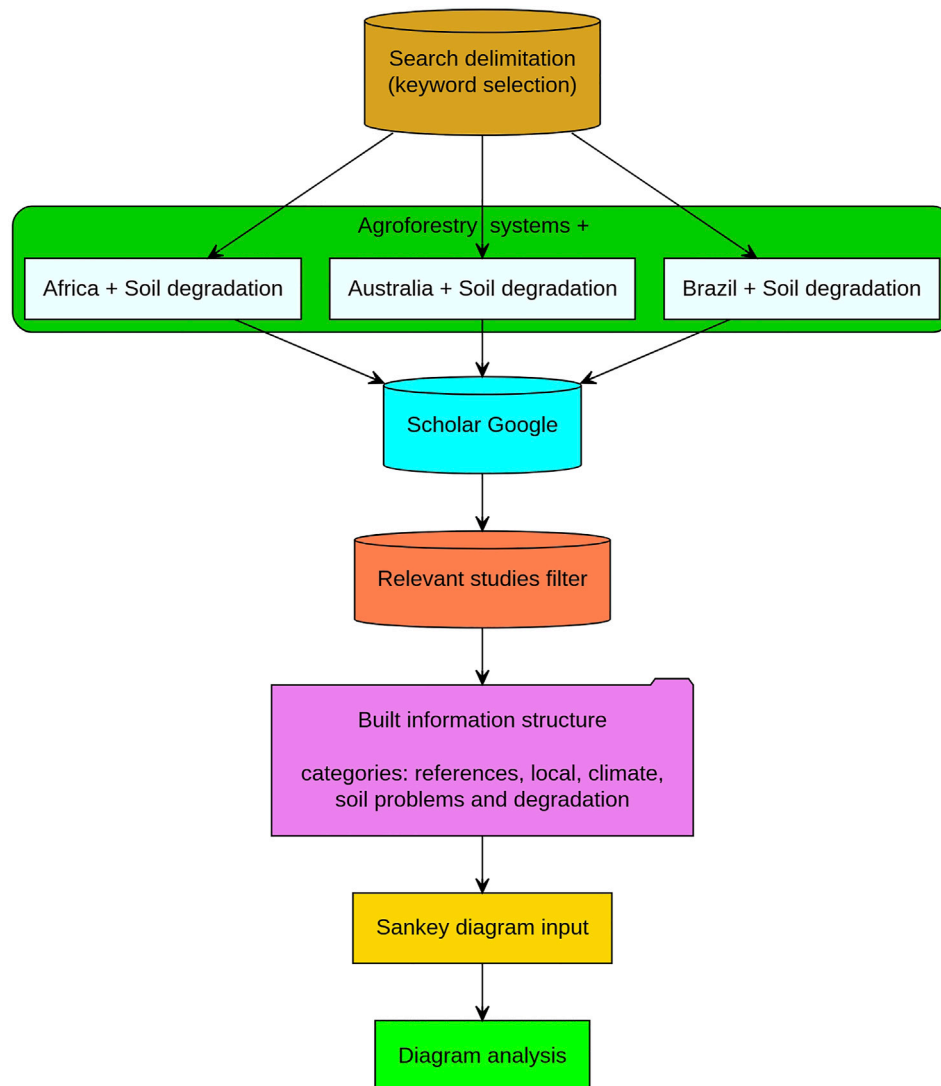 Search delimitation
(keyword selection)
Agroforestry systems +
Africa + Soil degradation
Australia + Soil degradation
Brazil + Soil degradation
Scholar Google
Relevant studies filter
Built information structure
categories: references, local, climate,
soil problems and degradation
Sankey diagram input
Diagram analysis